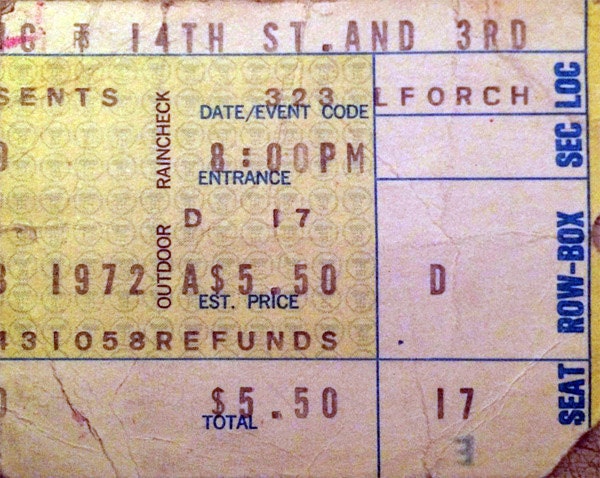 14TH ST. AND 3RD
SENTS 323 LFORCH
DATE/EVENT CODE
8:00PM
ENTRANCE
D 17
1972 A$5.50 D
EST. PRICE
431058REFUNDS
$5.50 17
TOTAL
OUTDOOR RAINCHECK
SEAT ROW-BOX SEC LOC